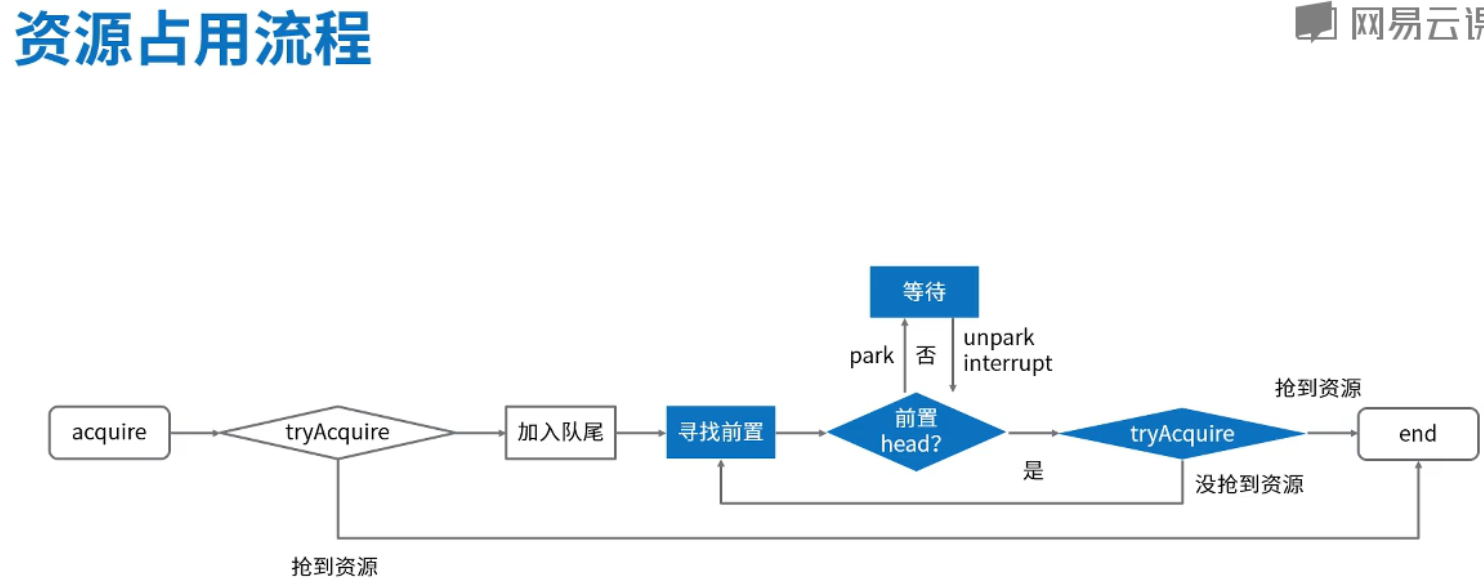 资源占用流程
网易云课
等待
park
否
unpark
interrupt
抢到资源
acquire
tryAcquire
加入队尾
寻找前置
前置
head?
是
tryAcquire
没抢到资源
end
抢到资源